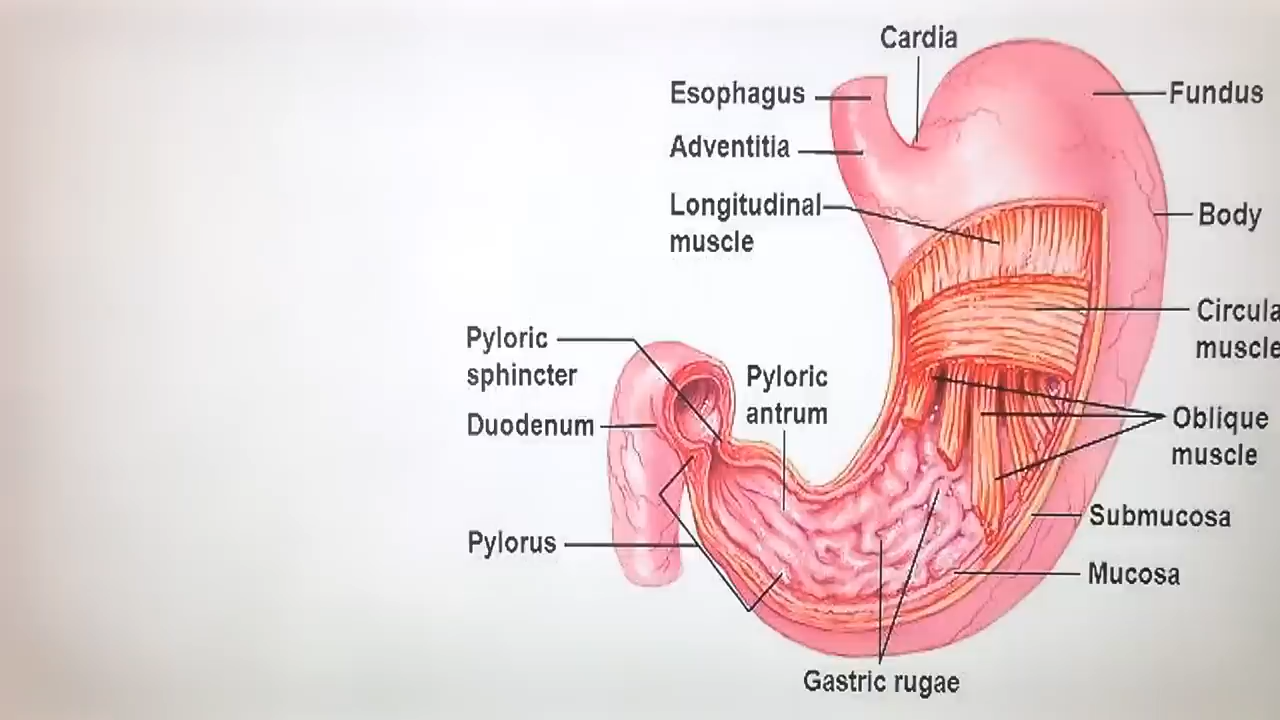 Cardia
Esophagus
Fundus
Adventitia
Longitudinal
muscle
Body
Circula
muscle
Pyloric
sphincter
Pyloric
antrum
Duodenum
Oblique
muscle
Submucosa
Pylorus
Mucosa
Gastric rugae